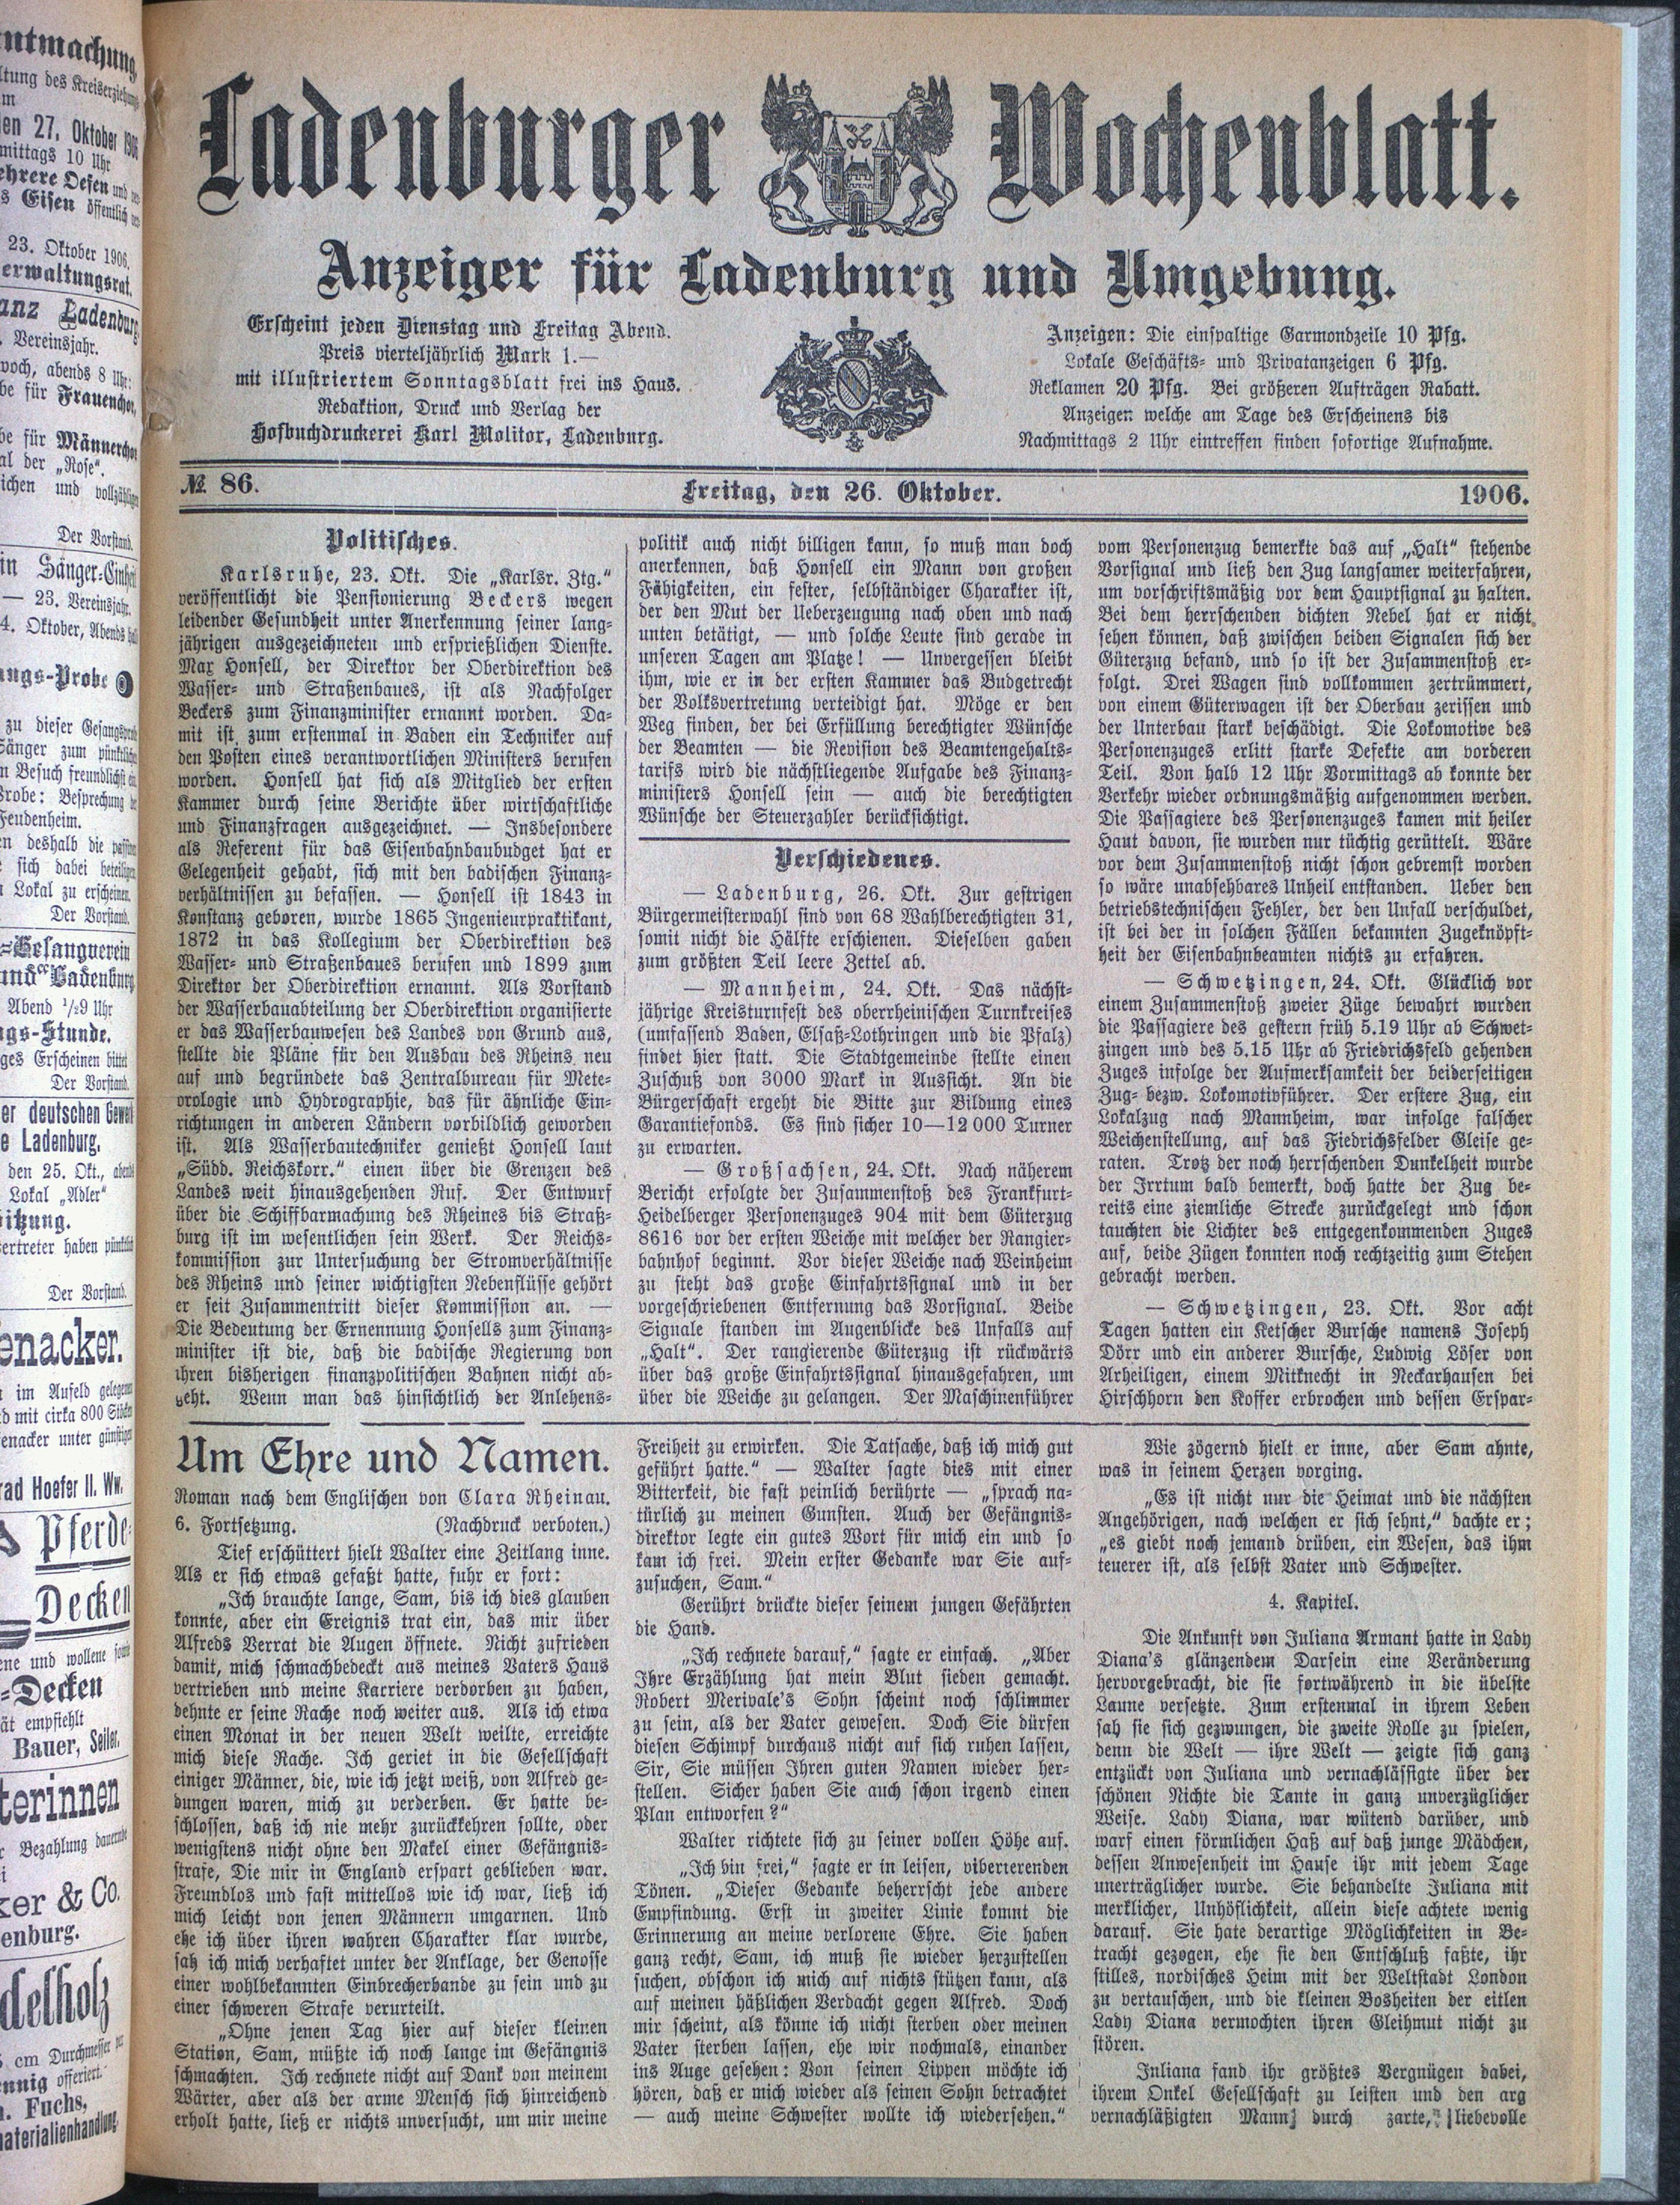 Ladenburger Wochenblatt.
Anzeiger für Ladenburg und Umgebung.
Erscheint jeden Dienstag und Freitag Abend.
Preis vierteljährlich Mark 1.—
mit illustriertem Sonntagsblatt frei ins Haus.
Redaktion, Druck und Verlag der
Hofbuchdruckerei Karl Molitor, Ladenburg.
Anzeigen: Die einspaltige Garmondzeile 10 Pfg.
Lokale Geschäfts- und Privatanzeigen 6 Pfg.
Reklamen 20 Pfg. Bei größeren Aufträgen Rabatt.
Anzeigen welche am Tage des Erscheinens bis
Nachmittags 2 Uhr eintreffen finden sofortige Aufnahme.
№ 86. Freitag, den 26. Oktober. 1906.
Politisches.
Karlsruhe, 23. Okt. Die „Karlsr. Ztg.“
veröffentlicht die Pensionierung Beckers wegen
leidender Gesundheit unter Anerkennung seiner lang-
jährigen ausgezeichneten und ersprießlichen Dienste.
Max Honsell, der Direktor der Oberdirektion des
Wasser- und Straßenbaues, ist als Nachfolger
Beckers zum Finanzminister ernannt worden. Da-
mit ist zum erstenmal in Baden ein Techniker auf
den Posten eines verantwortlichen Ministers berufen
worden. Honsell hat sich als Mitglied der ersten
Kammer durch seine Berichte über wirtschaftliche
und Finanzfragen ausgezeichnet. — Insbesondere
als Referent für das Eisenbahnbaubudget hat er
Gelegenheit gehabt, sich mit den badischen Finanz-
verhältnissen zu befassen. — Honsell ist 1843 in
Konstanz geboren, wurde 1865 Ingenieurpraktikant,
1872 in das Kollegium der Oberdirektion des
Wasser- und Straßenbaues berufen und 1899 zum
Direktor der Oberdirektion ernannt. Als Vorstand
der Wasserbauabteilung der Oberdirektion organisierte
er das Wasserbauwesen des Landes von Grund aus,
stellte die Pläne für den Ausbau des Rheins neu
auf und begründete das Zentralbureau für Mete-
orologie und Hydrographie, das für ähnliche Ein-
richtungen in anderen Ländern vorbildlich geworden
ist. Als Wasserbautechniker genießt Honsell laut
„Südd. Reichskorr.“ einen über die Grenzen des
Landes weit hinausgehenden Ruf. Der Entwurf
über die Schiffbarmachung des Rheines bis Straß-
burg ist im wesentlichen sein Werk. Der Reichs-
kommission zur Untersuchung der Stromverhältnisse
des Rheins und seiner wichtigsten Nebenflüsse gehört
er seit Zusammentritt dieser Kommission an. —
Die Bedeutung der Ernennung Honsells zum Finanz-
minister ist die, daß die badische Regierung von
ihren bisherigen finanzpolitischen Bahnen nicht ab-
geht. Wenn man das hinsichtlich der Anlehens-
politik auch nicht billigen kann, so muß man doch
anerkennen, daß Honsell ein Mann von großen
Fähigkeiten, ein fester, selbständiger Charakter ist,
der den Mut der Ueberzeugung nach oben und nach
unten betätigt, — und solche Leute sind gerade in
unseren Tagen am Platze! — Unvergessen bleibt
ihm, wie er in der ersten Kammer das Budgetrecht
der Volksvertretung verteidigt hat. Möge er den
Weg finden, der bei Erfüllung berechtigter Wünsche
der Beamten — die Revision des Beamtengehalts-
tarifs wird die nächstliegende Aufgabe des Finanz-
ministers Honsell sein — auch die berechtigten
Wünsche der Steuerzahler berücksichtigt.
Verschiedenes.
— Ladenburg, 26. Okt. Zur gestrigen
Bürgermeisterwahl sind von 68 Wahlberechtigten 31,
somit nicht die Hälfte erschienen. Dieselben gaben
zum größten Teil leere Zettel ab.
— Mannheim, 24. Okt. Das nächst-
jährige Kreisturnfest des oberrheinischen Turnkreises
(umfassend Baden, Elsaß-Lothringen und die Pfalz)
findet hier statt. Die Stadtgemeinde stellte einen
Zuschuß von 3000 Mark in Aussicht. An die
Bürgerschaft ergeht die Bitte zur Bildung eines
Garantiefonds. Es sind sicher 10—12 000 Turner
zu erwarten.
— Großsachsen, 24. Okt. Nach näherem
Bericht erfolgte der Zusammenstoß des Frankfurt-
Heidelberger Personenzuges 904 mit dem Güterzug
8616 vor der ersten Weiche mit welcher der Rangier-
bahnhof beginnt. Vor dieser Weiche nach Weinheim
zu steht das große Einfahrtssignal und in der
vorgeschriebenen Entfernung das Vorsignal. Beide
Signale standen im Augenblicke des Unfalls auf
„Halt“. Der rangierende Güterzug ist rückwärts
über das große Einfahrtssignal hinausgefahren, um
über die Weiche zu gelangen. Der Maschinenführer
vom Personenzug bemerkte das auf „Halt“ stehende
Vorsignal und ließ den Zug langsamer weiterfahren,
um vorschriftsmäßig vor dem Hauptsignal zu halten.
Bei dem herrschenden dichten Nebel hat er nicht
sehen können, daß zwischen beiden Signalen sich der
Güterzug befand, und so ist der Zusammenstoß er-
folgt. Drei Wagen sind vollkommen zertrümmert,
von einem Güterwagen ist der Oberbau zerissen und
der Unterbau stark beschädigt. Die Lokomotive des
Personenzuges erlitt starke Defekte am vorderen
Teil. Von halb 12 Uhr Vormittags ab konnte der
Verkehr wieder ordnungsmäßig aufgenommen werden.
Die Passagiere des Personenzuges kamen mit heiler
Haut davon, sie wurden nur tüchtig gerüttelt. Wäre
vor dem Zusammenstoß nicht schon gebremst worden
so wäre unabsehbares Unheil entstanden. Ueber den
betriebstechnischen Fehler, der den Unfall verschuldet,
ist bei der in solchen Fällen bekannten Zugeknöpft-
heit der Eisenbahnbeamten nichts zu erfahren.
— Schwetzingen, 24. Okt. Glücklich vor
einem Zusammenstoß zweier Züge bewahrt wurden
die Passagiere des gestern früh 5.19 Uhr ab Schwet-
zingen und des 5.15 Uhr ab Friedrichsfeld gehenden
Zuges infolge der Aufmerksamkeit der beiderseitigen
Zug- bezw. Lokomotivführer. Der erstere Zug, ein
Lokalzug nach Mannheim, war infolge falscher
Weichenstellung, auf das Fiedrichsfelder Gleise ge-
raten. Trotz der noch herrschenden Dunkelheit wurde
der Irrtum bald bemerkt, doch hatte der Zug be-
reits eine ziemliche Strecke zurückgelegt und schon
tauchten die Lichter des entgegenkommenden Zuges
auf, beide Zügen konnten noch rechtzeitig zum Stehen
gebracht werden.
— Schwetzingen, 23. Okt. Vor acht
Tagen hatten ein Ketscher Bursche namens Joseph
Dörr und ein anderer Bursche, Ludwig Löser von
Arheiligen, einem Mitknecht in Neckarhausen bei
Hirschhorn den Koffer erbrochen und dessen Erspar-
Um Ehre und Namen.
Roman nach dem Englischen von Clara Rheinau.
6. Fortsetzung. (Nachdruck verboten.)
Tief erschüttert hielt Walter eine Zeitlang inne.
Als er sich etwas gefaßt hatte, fuhr er fort:
„Ich brauchte lange, Sam, bis ich dies glauben
konnte, aber ein Ereignis trat ein, das mir über
Alfreds Verrat die Augen öffnete. Nicht zufrieden
damit, mich schmachbedeckt aus meines Vaters Haus
vertrieben und meine Karriere verdorben zu haben,
dehnte er seine Rache noch weiter aus. Als ich etwa
einen Monat in der neuen Welt weilte, erreichte
mich diese Rache. Ich geriet in die Gesellschaft
einiger Männer, die, wie ich jetzt weiß, von Alfred ge-
dungen waren, mich zu verderben. Er hatte be-
schlossen, daß ich nie mehr zurückkehren sollte, oder
wenigstens nicht ohne den Makel einer Gefängnis-
strafe, Die mir in England erspart geblieben war.
Freundlos und fast mittellos wie ich war, ließ ich
mich leicht von jenen Männern umgarnen. Und
ehe ich über ihren wahren Charakter klar wurde,
sah ich mich verhaftet unter der Anklage, der Genosse
einer wohlbekannten Einbrecherbande zu sein und zu
einer schweren Strafe verurteilt.
„Ohne jenen Tag hier auf dieser kleinen
Station, Sam, müßte ich noch lange im Gefängnis
schmachten. Ich rechnete nicht auf Dank von meinem
Wärter, aber als der arme Mensch sich hinreichend
erholt hatte, ließ er nichts unversucht, um mir meine
Freiheit zu erwirken. Die Tatsache, daß ich mich gut
geführt hatte.“ — Walter sagte dies mit einer
Bitterkeit, die fast peinlich berührte — „sprach na-
türlich zu meinen Gunsten. Auch der Gefängnis-
direktor legte ein gutes Wort für mich ein und so
kam ich frei. Mein erster Gedanke war Sie auf-
zusuchen, Sam.“
Gerührt drückte dieser seinem jungen Gefährten
die Hand.
„Ich rechnete darauf,“ sagte er einfach. „Aber
Ihre Erzählung hat mein Blut sieden gemacht.
Robert Merivale's Sohn scheint noch schlimmer
zu sein, als der Vater gewesen. Doch Sie dürfen
diesen Schimpf durchaus nicht auf sich ruhen lassen,
Sir, Sie müssen Ihren guten Namen wieder her-
stellen. Sicher haben Sie auch schon irgend einen
Plan entworfen?“
Walter richtete sich zu seiner vollen Höhe auf.
„Ich bin frei,“ sagte er in leisen, vibrierenden
Tönen. „Dieser Gedanke beherrscht jede andere
Empfindung. Erst in zweiter Linie kommt die
Erinnerung an meine verlorene Ehre. Sie haben
ganz recht, Sam, ich muß sie wieder herzustellen
suchen, obschon ich mich auf nichts stützen kann, als
auf meinen häßlichen Verdacht gegen Alfred. Doch
mir scheint, als könne ich nicht sterben oder meinen
Vater sterben lassen, ehe wir nochmals, einander
ins Auge gesehen: Von seinen Lippen möchte ich
hören, daß er mich wieder als seinen Sohn betrachtet
— auch meine Schwester wollte ich wiedersehen.“
Wie zögernd hielt er inne, aber Sam ahnte,
was in seinem Herzen vorging.
„Es ist nicht nur die Heimat und die nächsten
Angehörigen, nach welchen er sich sehnt,“ dachte er;
„es giebt noch jemand drüben, ein Wesen, das ihm
teuerer ist, als selbst Vater und Schwester.
4. Kapitel.
Die Ankunft von Juliana Armant hatte in Lady
Diana's glänzendem Darsein eine Veränderung
hervorgebracht, die sie fortwährend in die übelste
Laune versetzte. Zum erstenmal in ihrem Leben
sah sie sich gezwungen, die zweite Rolle zu spielen,
denn die Welt — ihre Welt — zeigte sich ganz
entzückt von Juliana und vernachlässigte über der
schönen Nichte die Tante in ganz unverzüglicher
Weise. Lady Diana, war wütend darüber, und
warf einen förmlichen Haß auf daß junge Mädchen,
dessen Anwesenheit im Hause ihr mit jedem Tage
unerträglicher wurde. Sie behandelte Juliana mit
merklicher, Unhöflichkeit, allein diese achtete wenig
darauf. Sie hate derartige Möglichkeiten in Be-
tracht gezogen, ehe sie den Entschluß faßte, ihr
stilles, nordisches Heim mit der Weltstadt London
zu vertauschen, und die kleinen Bosheiten der eitlen
Lady Diana vermochten ihren Gleihmut nicht zu
stören.
Juliana fand ihr größtes Vergnügen dabei,
ihrem Onkel Gesellschaft zu leisten und den arg
vernachläßigten Mann durch zarte, liebevolle